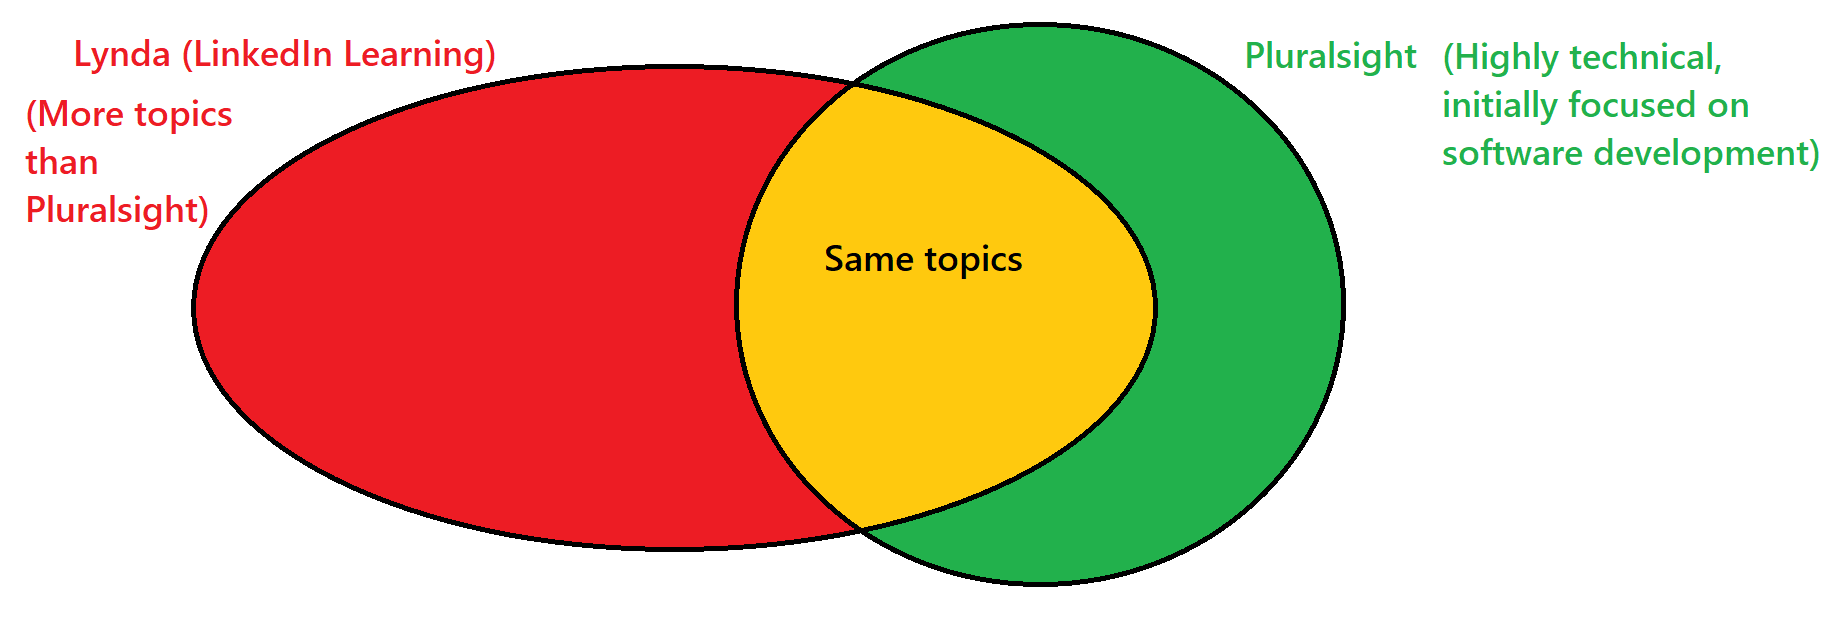 Lynda (LinkedIn Learning)
(More topics
than
Pluralsight)
Same topics
Pluralsight (Highly technical,
initially focused on
software development)